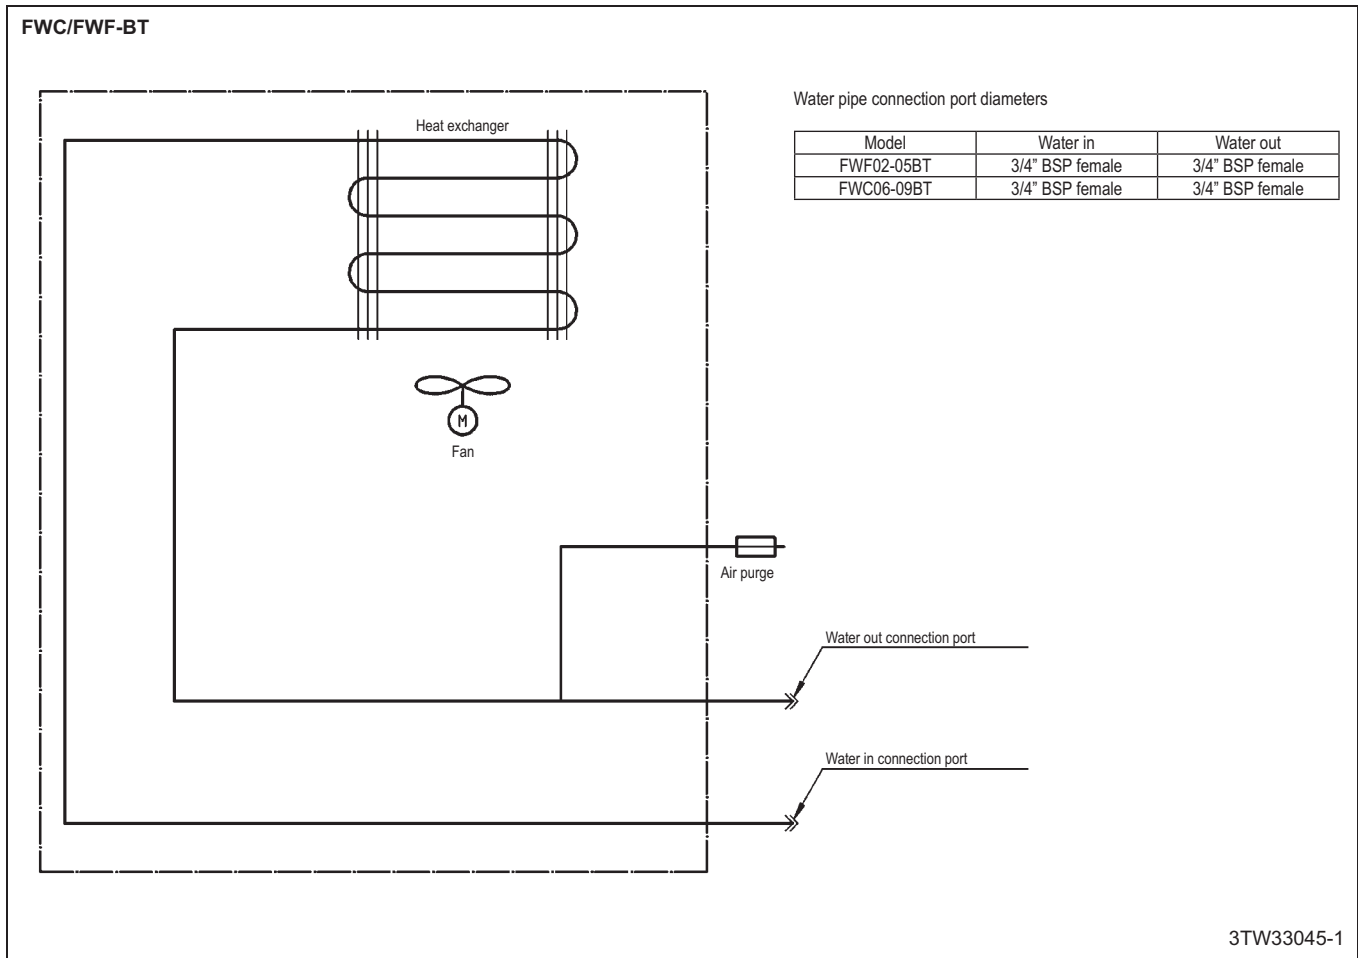 FWC/FWF-BT
Water pipe connection port diameters
Model Water in Water out
FWF02-05BT 3/4” BSP female 3/4” BSP female
FWC06-09BT 3/4” BSP female 3/4” BSP female
Heat exchanger
M
Fan
Air purge
Water out connection port
Water in connection port
3TW33045-1